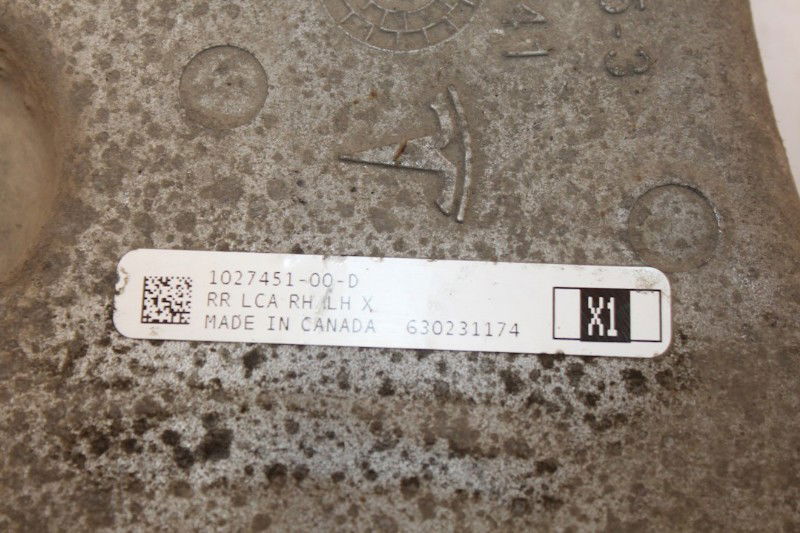 1027451-00-D
RR LCA RH/LH X
MADE IN CANADA 630231174
X1